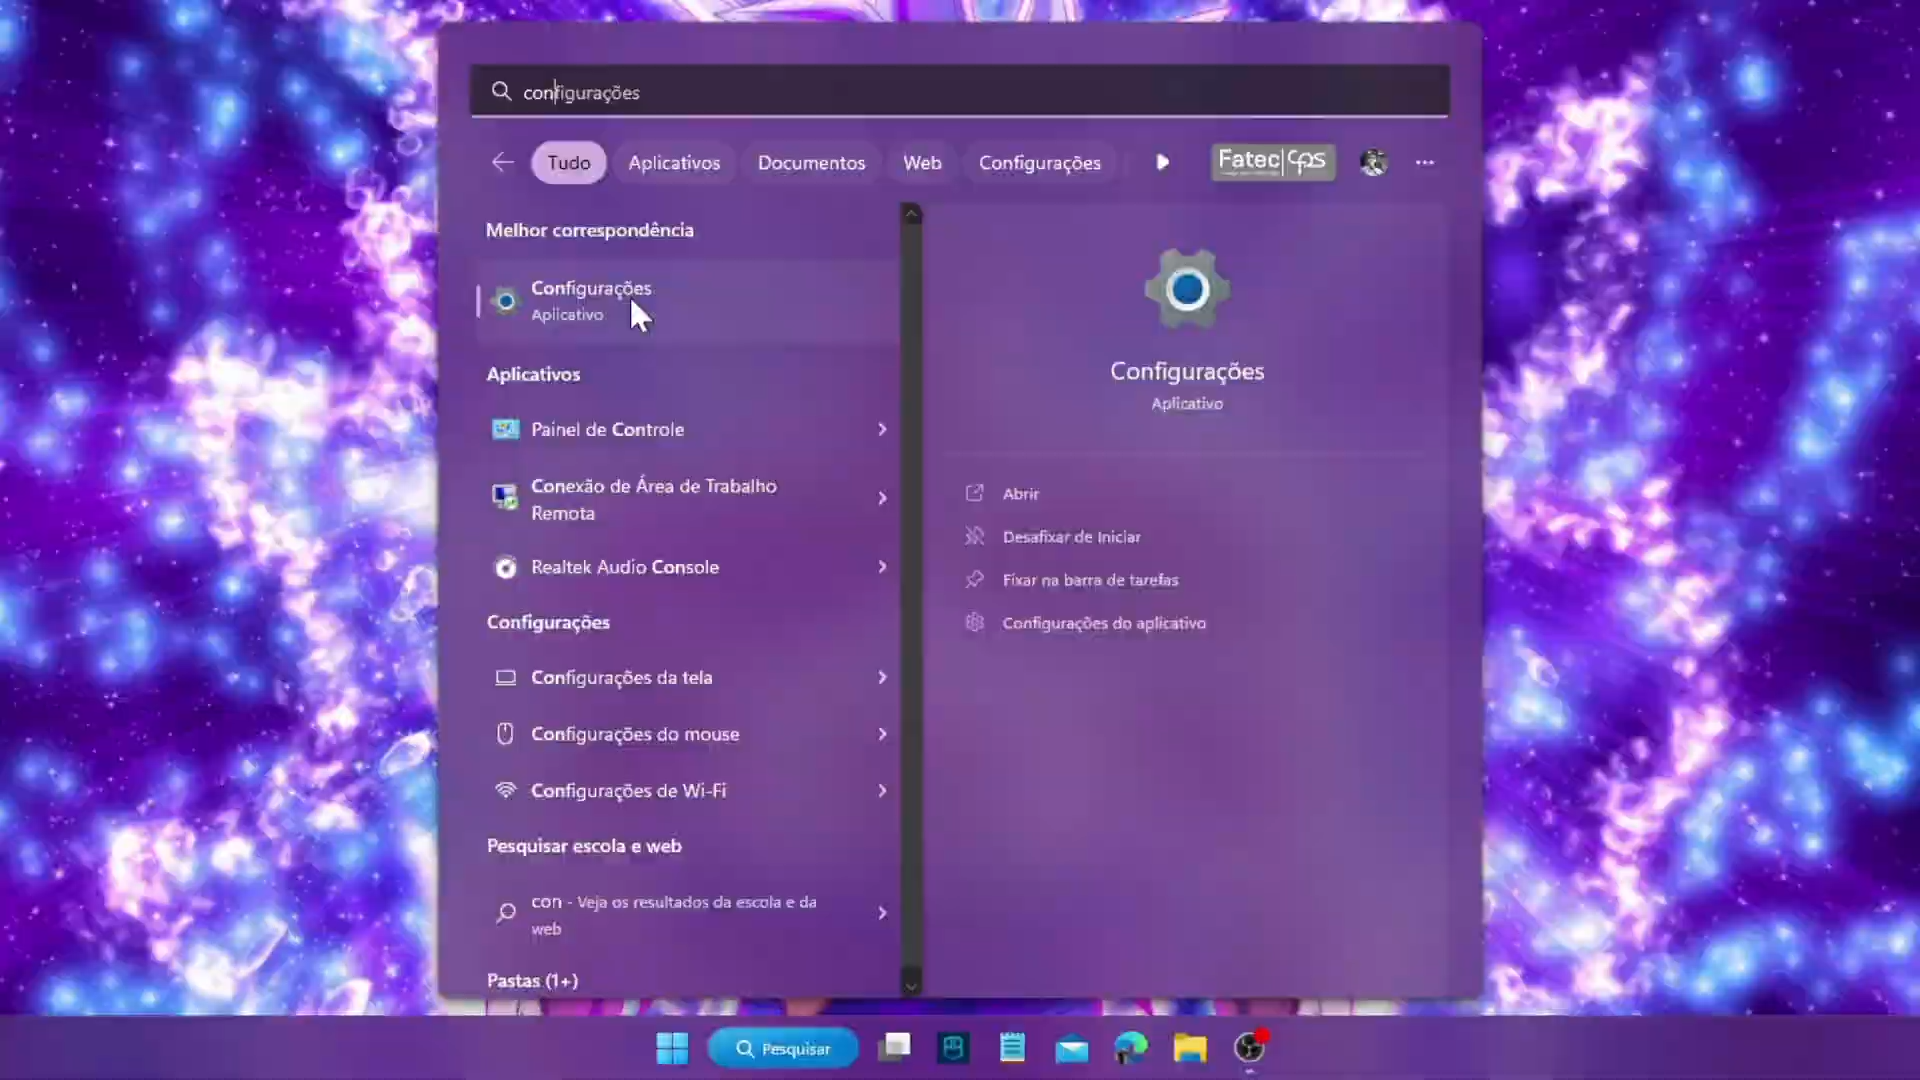 configurações
Tudo
Aplicativos
Documentos
Web
Configurações
Fatec
Cps
Melhor correspondência
Configurações
Aplicativo
Aplicativos
Painel de Controle
Conexão de Área de Trabalho
Remota
Realtek Audio Console
Configurações
Configurações da tela
Configurações do mouse
Configurações de Wi-Fi
Pesquisar escola e web
con - Veja os resultados da escola e da
web
Pastas (1+)
Configurações
Aplicativo
Abrir
Desafixar de Iniciar
Fixar na barra de tarefas
Configurações do aplicativo
Pesquisar